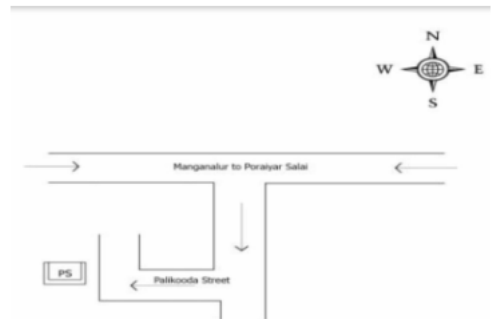 N
W E
S
Manganalur to Poraiyar Salai
PS
Palikooda Street